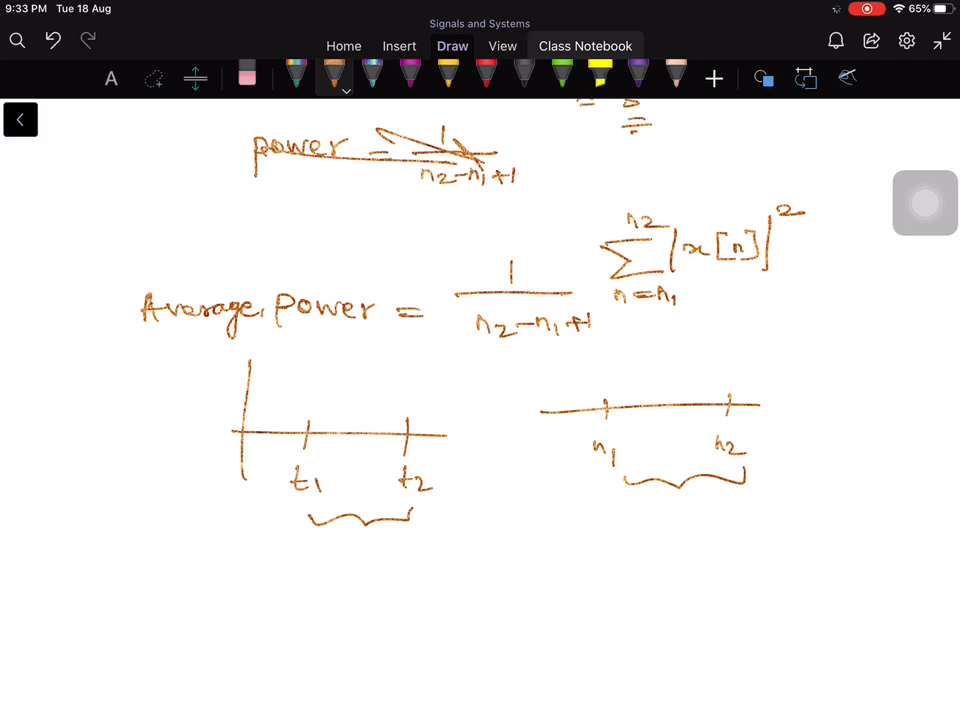 9:33 PM Tue 18 Aug
65%
Signals and Systems
Home Insert Draw View Class Notebook
A
power = 1
n2-n1+1
Average Power = 1/(n2-n1+1) Σ_{n=n1}^{n2} |x[n]|^2
t1 t2 n1 n2